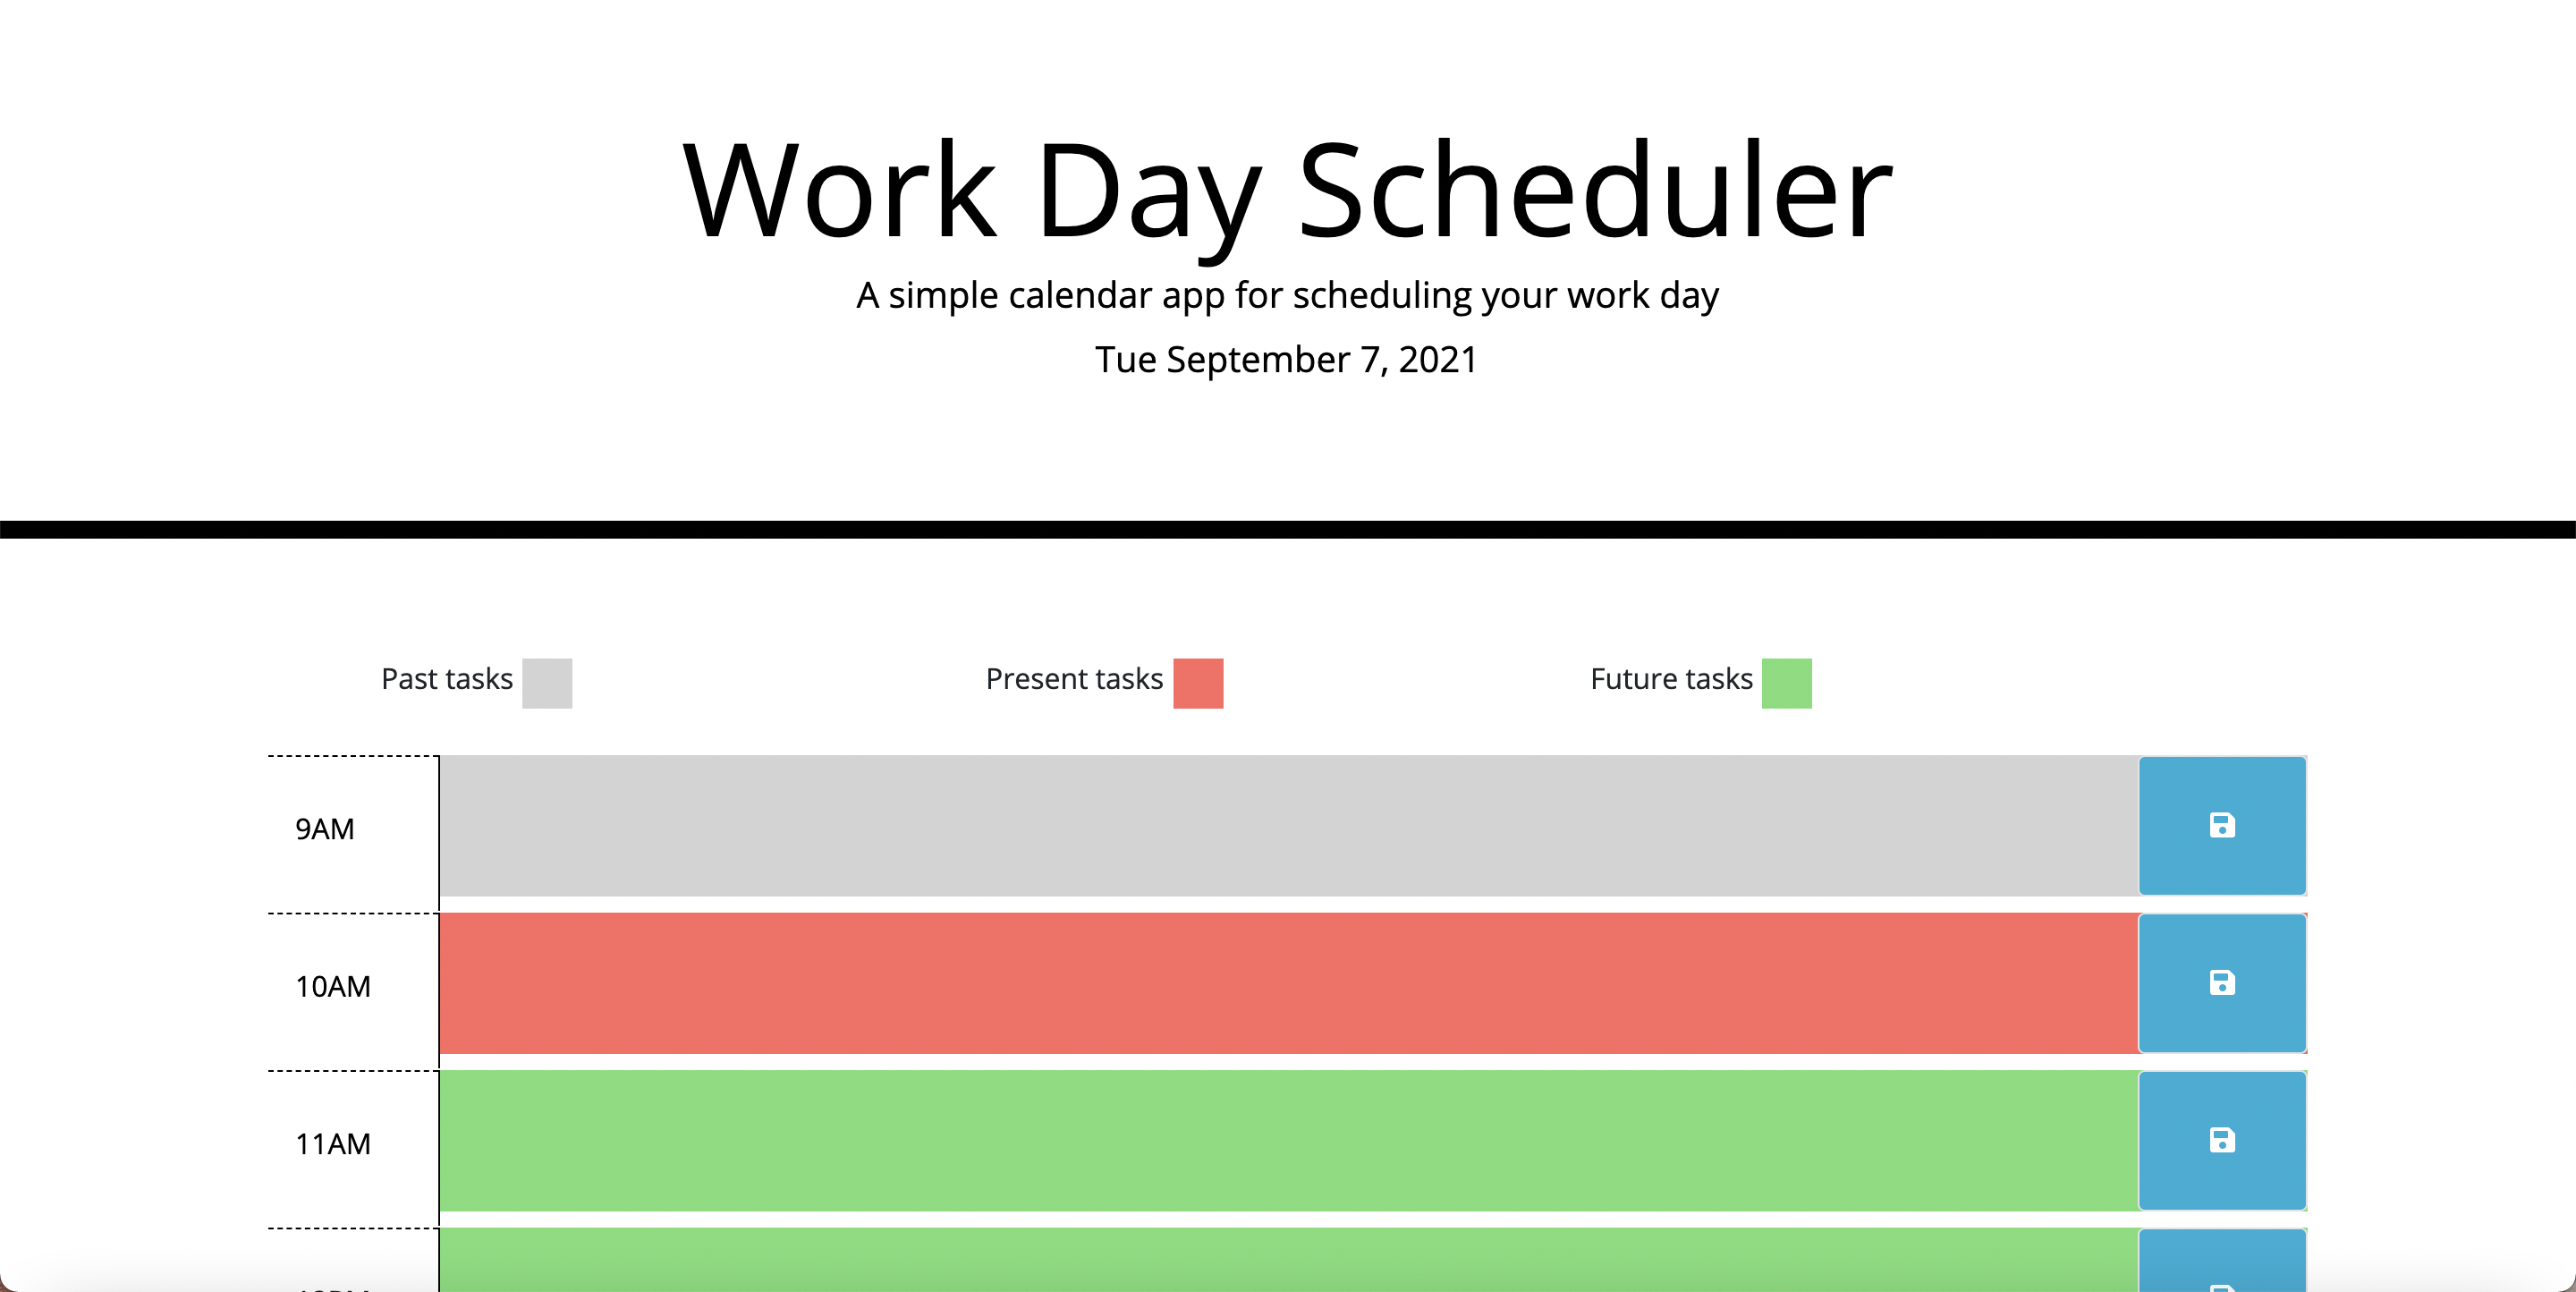 Work Day Scheduler
A simple calendar app for scheduling your work day
Tue September 7, 2021
Past tasks Present tasks Future tasks
9AM
10AM
11AM